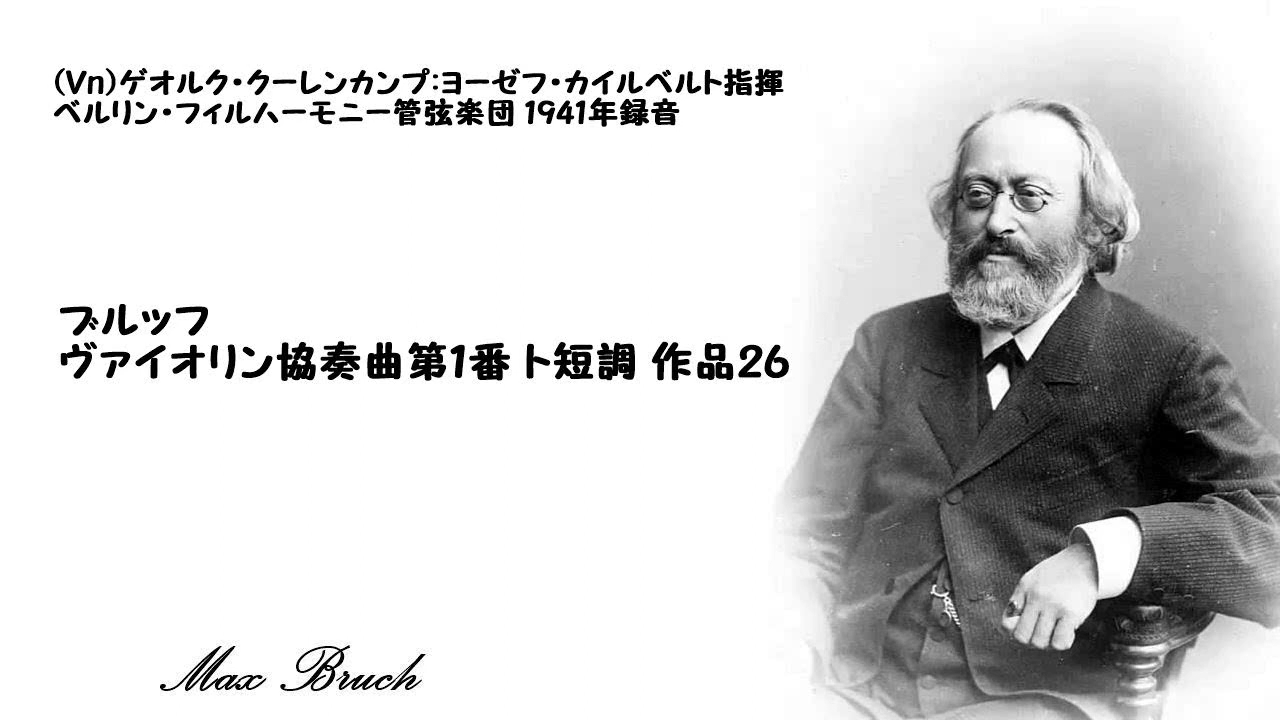 (Vn)ゲオルク・クーレンカンプ:ヨーゼフ・カイルベルト指揮
ベルリン・フィルハーモニー管弦楽団 1941年録音
ブルッフ
ヴァイオリン協奏曲第1番 ト短調 作品26
Max Bruch